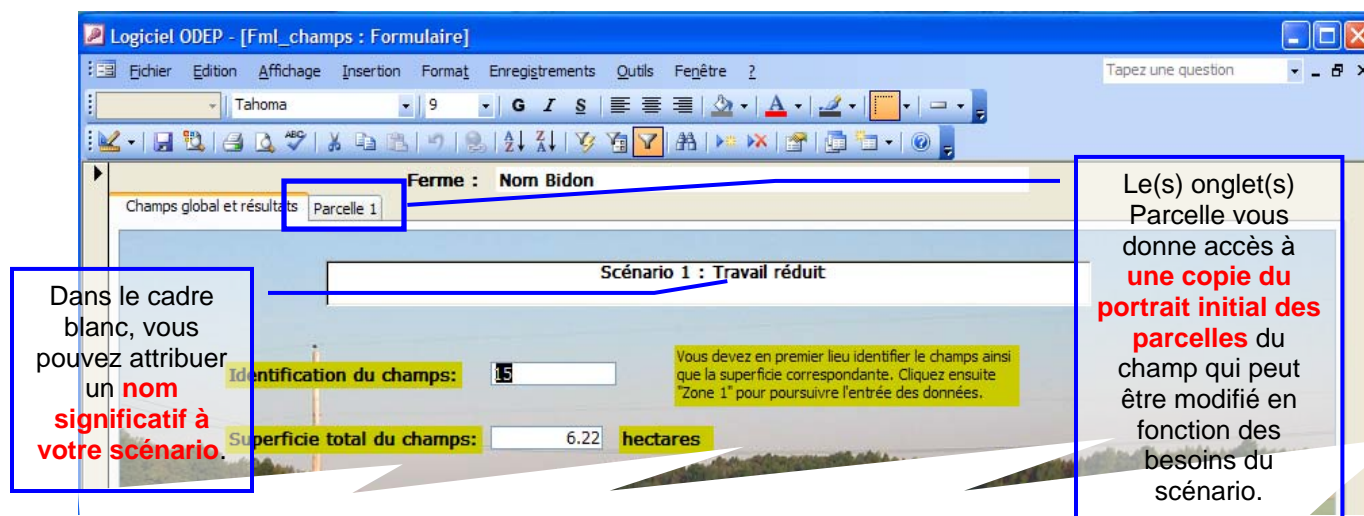 Logiciel ODEP - [Fml_champs : Formulaire]
Fichier Edition Affichage Insertion Format Enregistrements Outils Fenêtre ? Tapez une question
Tahoma 9 G I S A
ABC
Ferme : Nom Bidon
Champs global et résultats Parcelle 1
Scénario 1 : Travail réduit
Dans le cadre
blanc, vous
pouvez attribuer
un nom
significatif à
votre scénario.
Identification du champs: 15
Vous devez en premier lieu identifier le champs ainsi
que la superficie correspondante. Cliquez ensuite
"Zone 1" pour poursuivre l'entrée des données.
Superficie total du champs: 6.22 hectares
Le(s) onglet(s)
Parcelle vous
donne accès à
une copie du
portrait initial des
parcelles du
champ qui peut
être modifié en
fonction des
besoins du
scénario.